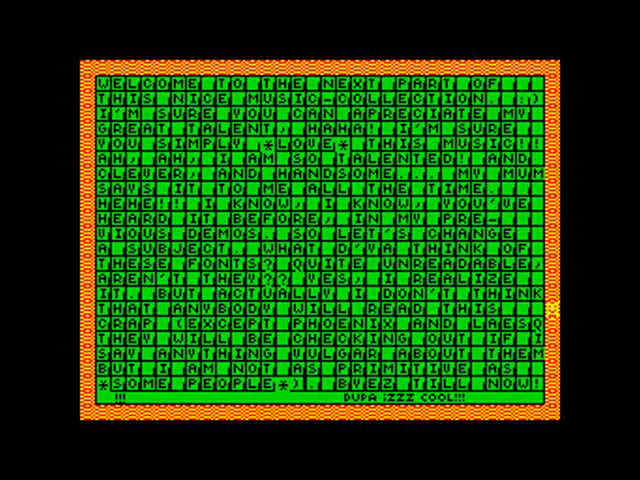 WELCOME TO THE NEXT PART OF
THIS NICE MUSIC-COLLECTION. :)
I'M SURE YOU CAN APRECIATE MY
GREAT TALENT, HAHA! I'M SURE
YOU SIMPLY *LOVE* THIS MUSIC!!
AH, AH, I AM SO TALENTED! AND
CLEVER, AND HANDSOME... MY MUM
SAYS IT TO ME ALL THE TIME.
HEHE!! I KNOW, I KNOW, YOU'VE
HEARD IT BEFORE, IN MY PRE-
VIOUS DEMOS. SO LET'S CHANGE
A SUBJECT. WHAT D'YA THINK OF
THESE FONTS? QUITE UNREADABLE,
AREN'T THEY?? YES, I REALIZE
IT. BUT ACTUALLY I DON'T THINK
THAT ANYBODY WILL READ THIS
CRAP (EXCEPT PHOENIX AND LAESQ
THEY WILL BE CHECKING OUT IF I
SAY ANYTHING VULGAR ABOUT THEM
BUT I AM NOT AS PRIMITIVE AS
*SOME PEOPLE*). BYEZ TILL NOW!
!!! DUPA iZZZ COOL!!!